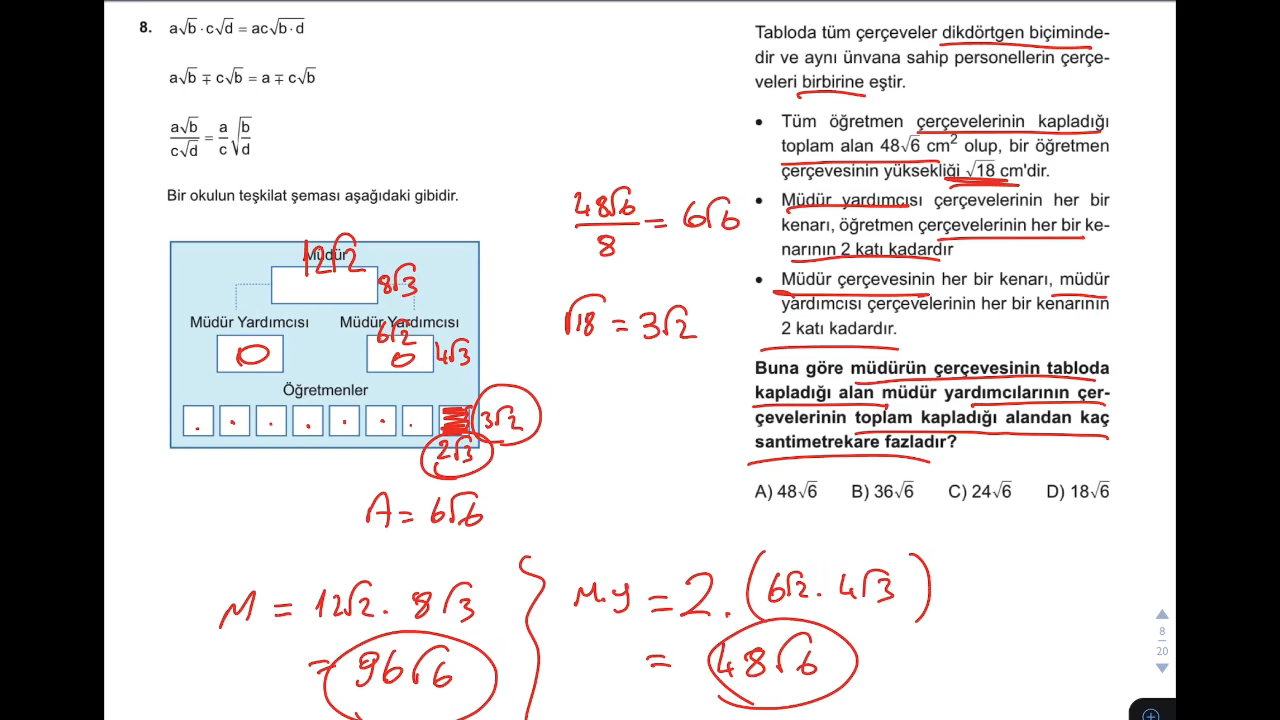 8. a√b · c√d = ac√b · d
a√b ∓ c√b = a ∓ c√b
a√b / c√d = a/c √b/d
Bir okulun teşkilat şeması aşağıdaki gibidir.
Müdür
12√2
8√3
Müdür Yardımcısı
Müdür Yardımcısı
6√2
4√3
Öğretmenler
3√2
2√3
A = 6√6
48√6 / 8 = 6√6
√18 = 3√2
Tabloda tüm çerçeveler dikdörtgen biçiminde-
dir ve aynı ünvana sahip personellerin çerçe-
veleri birbirine eştir.
• Tüm öğretmen çerçevelerinin kapladığı
toplam alan 48√6 cm² olup, bir öğretmen
çerçevesinin yüksekliği √18 cm'dir.
• Müdür yardımcısı çerçevelerinin her bir
kenarı, öğretmen çerçevelerinin her bir ke-
narının 2 katı kadardır
• Müdür çerçevesinin her bir kenarı, müdür
yardımcısı çerçevelerinin her bir kenarının
2 katı kadardır.
Buna göre müdürün çerçevesinin tabloda
kapladığı alan müdür yardımcılarının çer-
çevelerinin toplam kapladığı alandan kaç
santimetrekare fazladır?
A) 48√6 B) 36√6 C) 24√6 D) 18√6
M = 12√2 . 8√3
= 96√6
M.Y = 2 . (6√2 . 4√3)
= 48√6
8
20